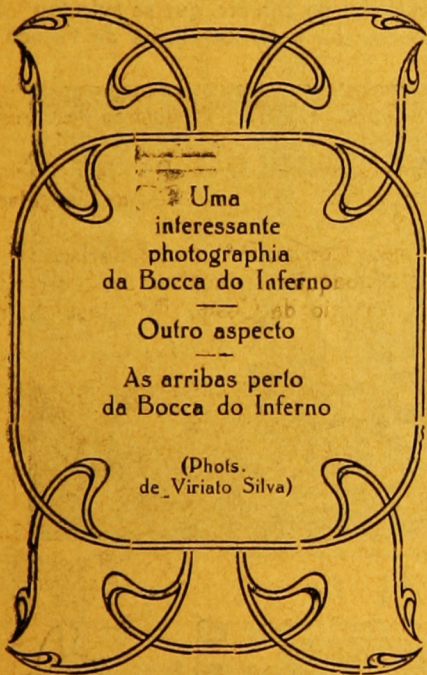 Uma
interessante
photographia
da Bocca do Inferno
Outro aspecto
As arribas perto
da Bocca do Inferno
(Phots.
de Viriato Silva)